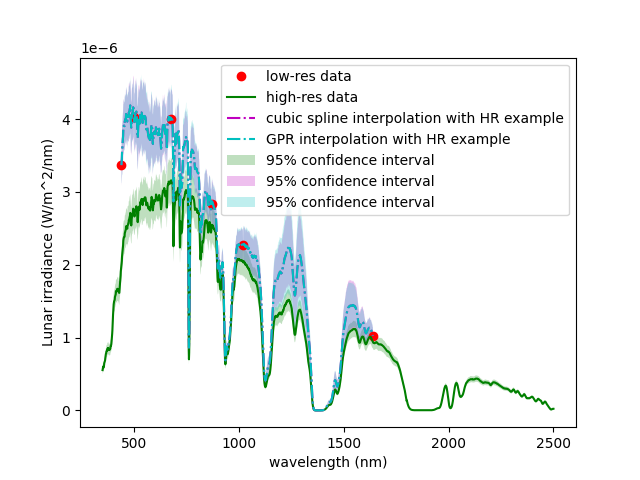 1e−6
low-res data
high-res data
cubic spline interpolation with HR example
GPR interpolation with HR example
95% confidence interval
95% confidence interval
95% confidence interval
4
3
2
1
0
Lunar irradiance (W/m^2/nm)
500 1000 1500 2000 2500
wavelength (nm)